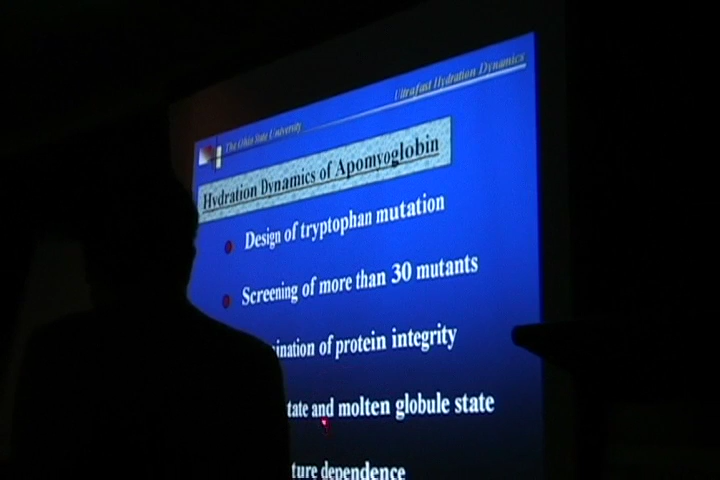 Ultrafast Hydration Dynamics
The Ohio State University
Hydration Dynamics of Apomyoglobin
Design of tryptophan mutation
Screening of more than 30 mutants
ination of protein integrity
tate and molten globule state
ture dependence